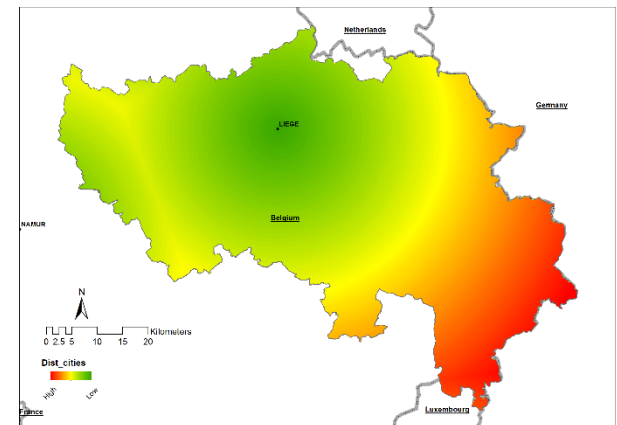 Netherlands
Germany
LIEGE
Belgium
NAMUR
N
Kilometers
0 2.5 5 10 15 20
Dist_cities
High Low
France
Luxembourg